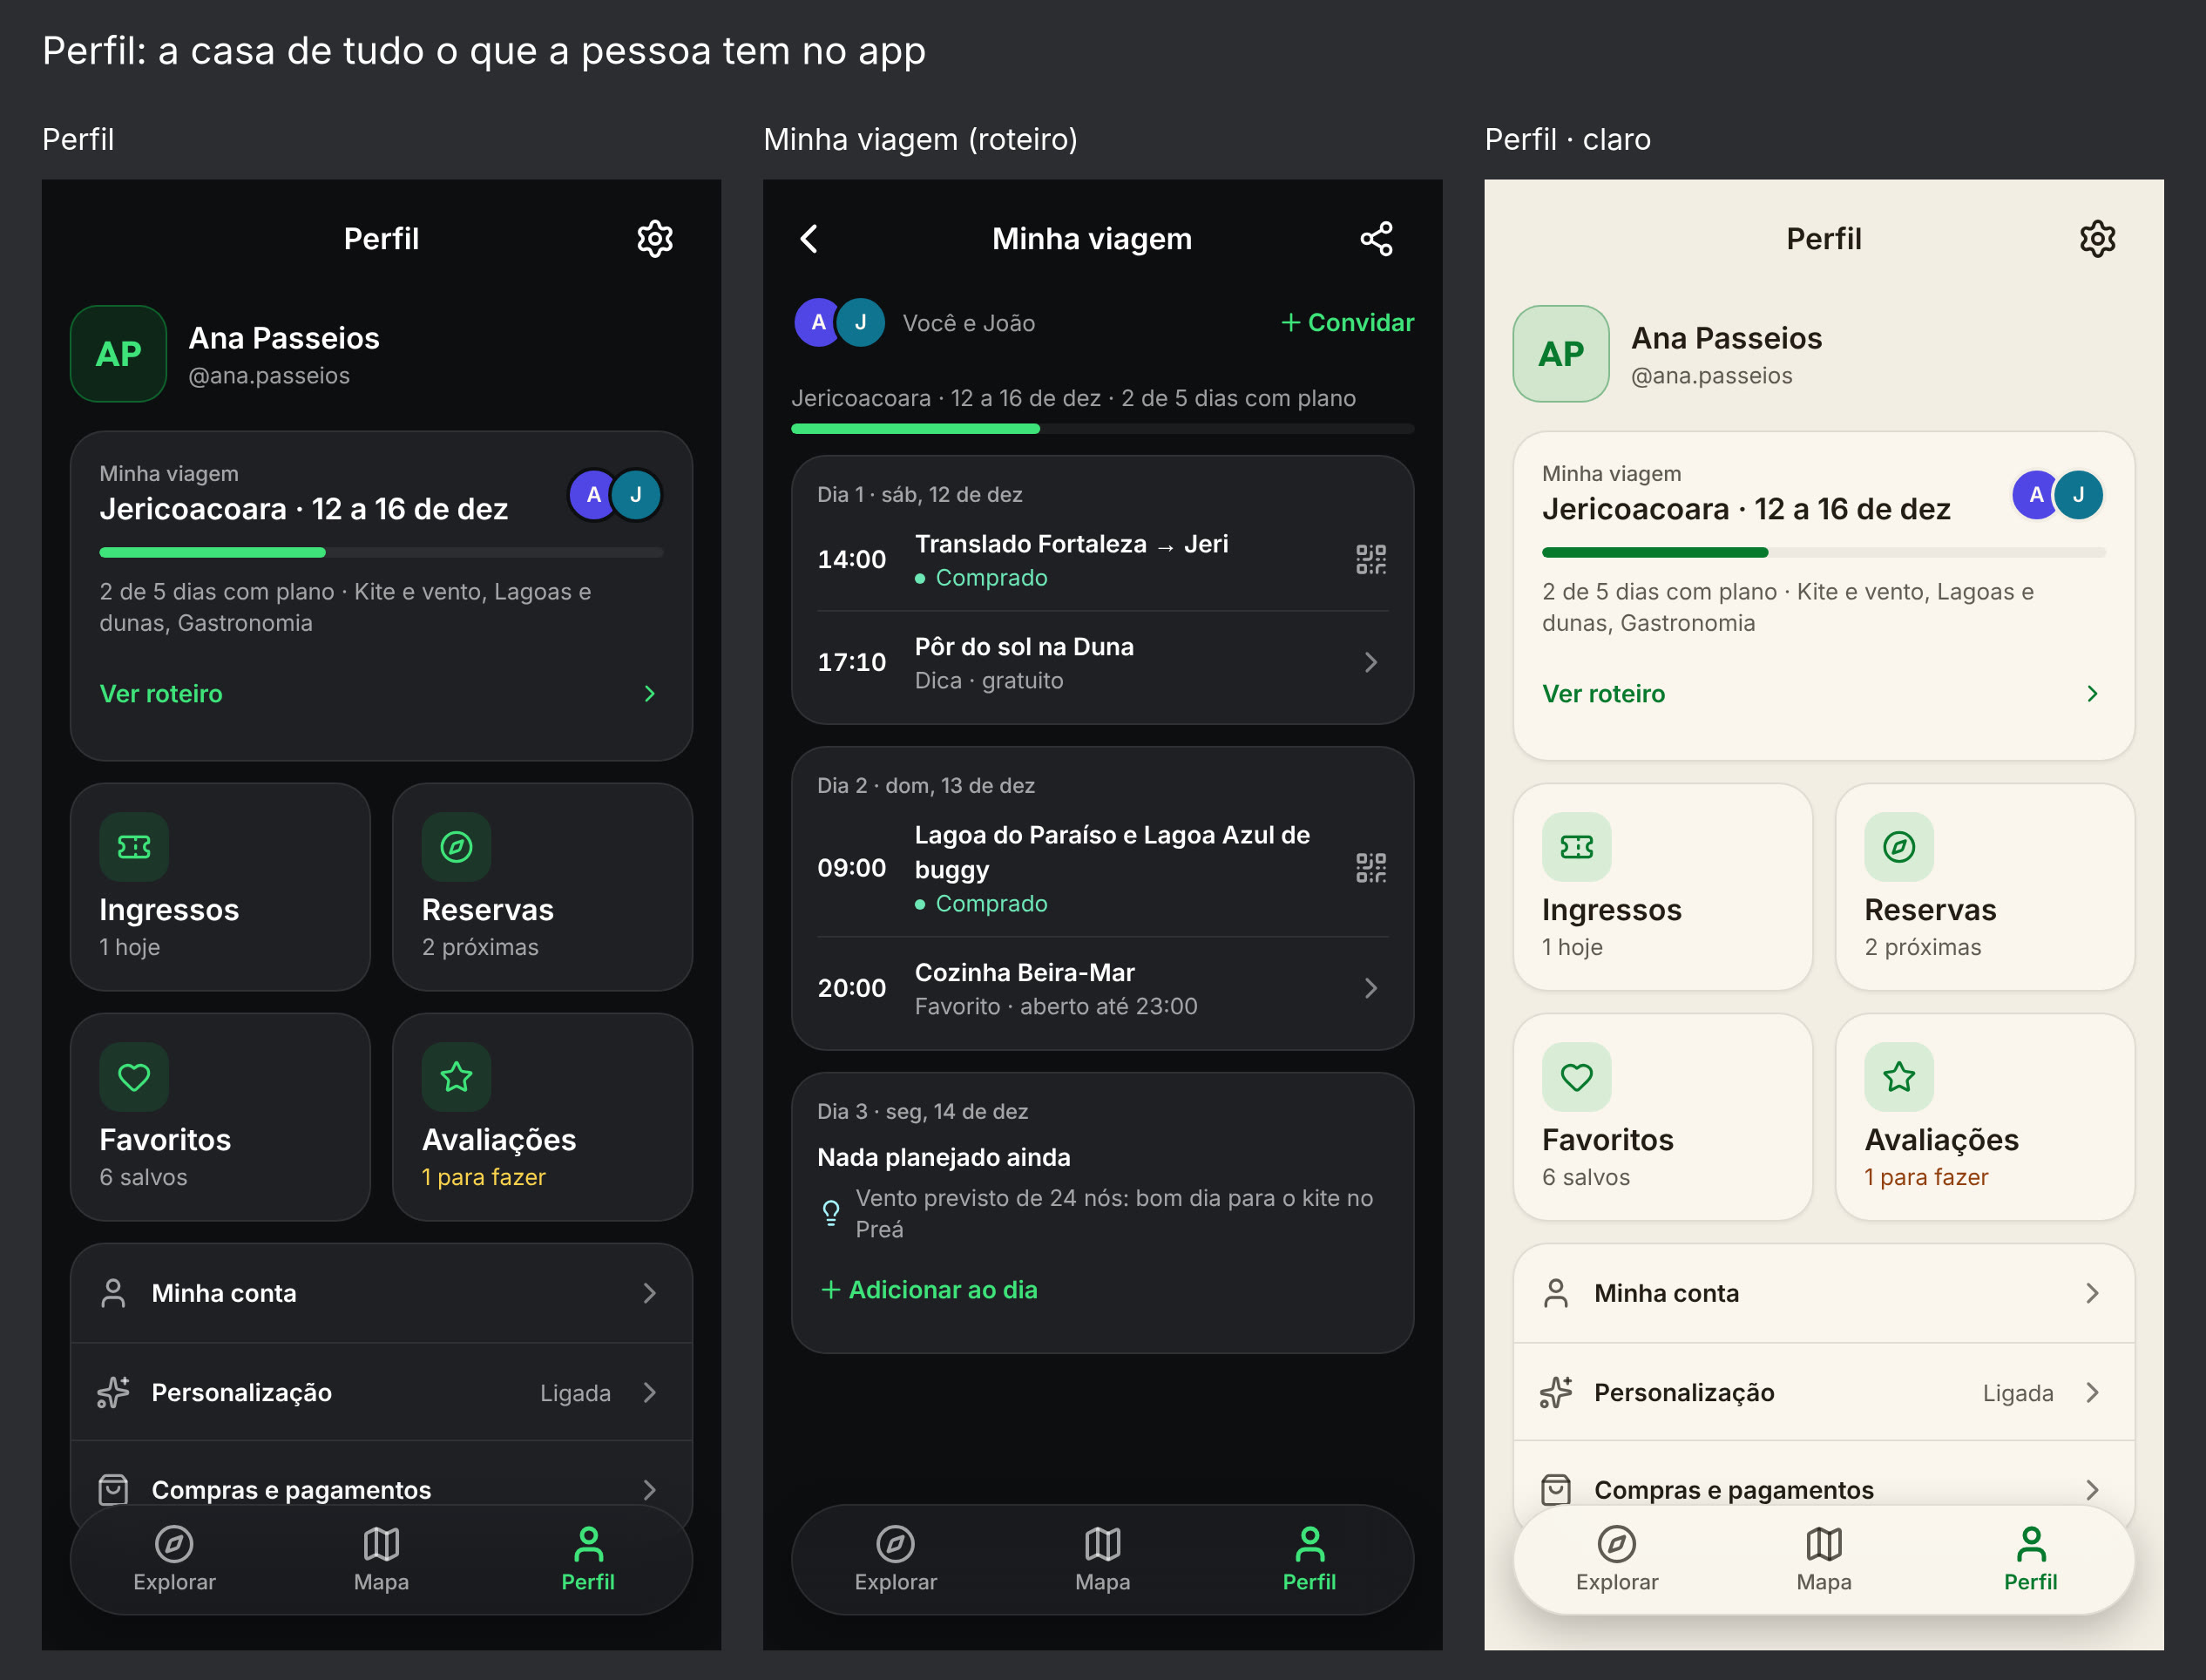 Perfil: a casa de tudo o que a pessoa tem no app
Perfil
Perfil
AP
Ana Passeios
@ana.passeios
Minha viagem
Jericoacoara · 12 a 16 de dez
A
J
2 de 5 dias com plano · Kite e vento, Lagoas e
dunas, Gastronomia
Ver roteiro
Ingressos
1 hoje
Reservas
2 próximas
Favoritos
6 salvos
Avaliações
1 para fazer
Minha conta
Personalização
Ligada
Compras e pagamentos
Explorar
Mapa
Perfil
Minha viagem (roteiro)
Minha viagem
A
J
Você e João
+ Convidar
Jericoacoara · 12 a 16 de dez · 2 de 5 dias com plano
Dia 1 · sáb, 12 de dez
14:00
Translado Fortaleza → Jeri
Comprado
17:10
Pôr do sol na Duna
Dica · gratuito
Dia 2 · dom, 13 de dez
09:00
Lagoa do Paraíso e Lagoa Azul de
buggy
Comprado
20:00
Cozinha Beira-Mar
Favorito · aberto até 23:00
Dia 3 · seg, 14 de dez
Nada planejado ainda
Vento previsto de 24 nós: bom dia para o kite no
Preá
+ Adicionar ao dia
Explorar
Mapa
Perfil
Perfil · claro
Perfil
AP
Ana Passeios
@ana.passeios
Minha viagem
Jericoacoara · 12 a 16 de dez
A
J
2 de 5 dias com plano · Kite e vento, Lagoas e
dunas, Gastronomia
Ver roteiro
Ingressos
1 hoje
Reservas
2 próximas
Favoritos
6 salvos
Avaliações
1 para fazer
Minha conta
Personalização
Ligada
Compras e pagamentos
Explorar
Mapa
Perfil